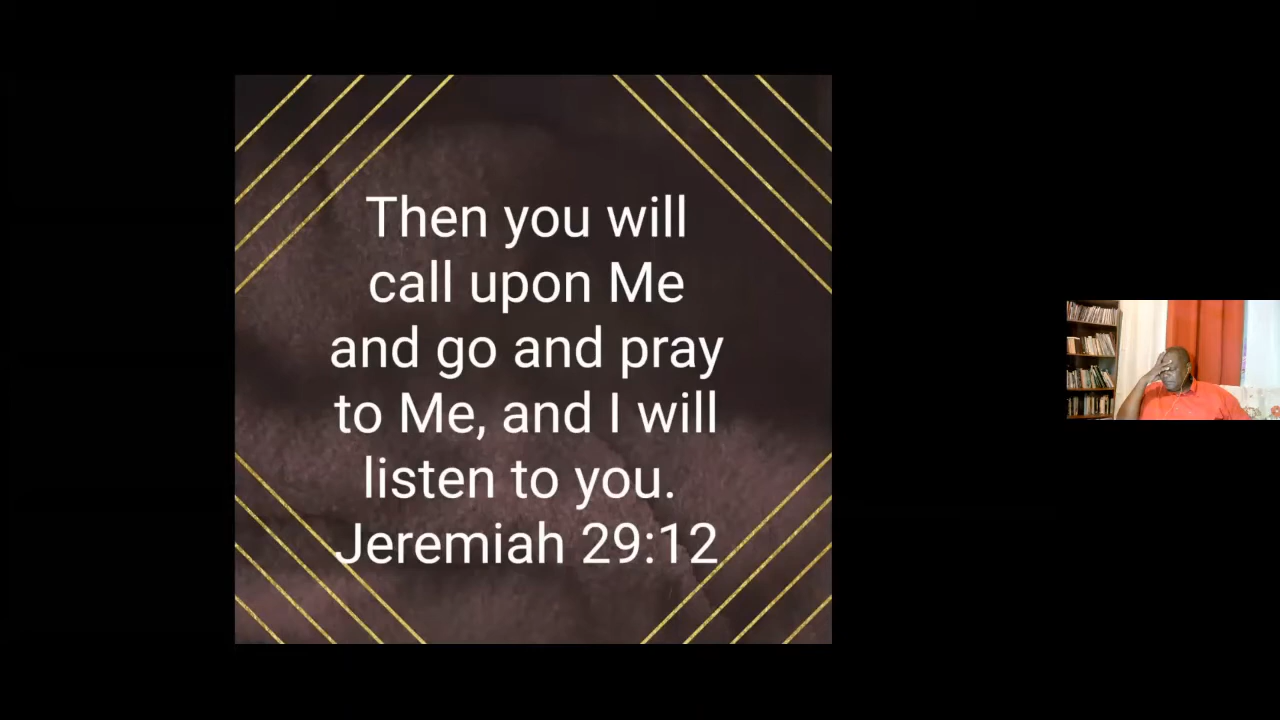 Then you will
call upon Me
and go and pray
to Me, and I will
listen to you.
Jeremiah 29:12